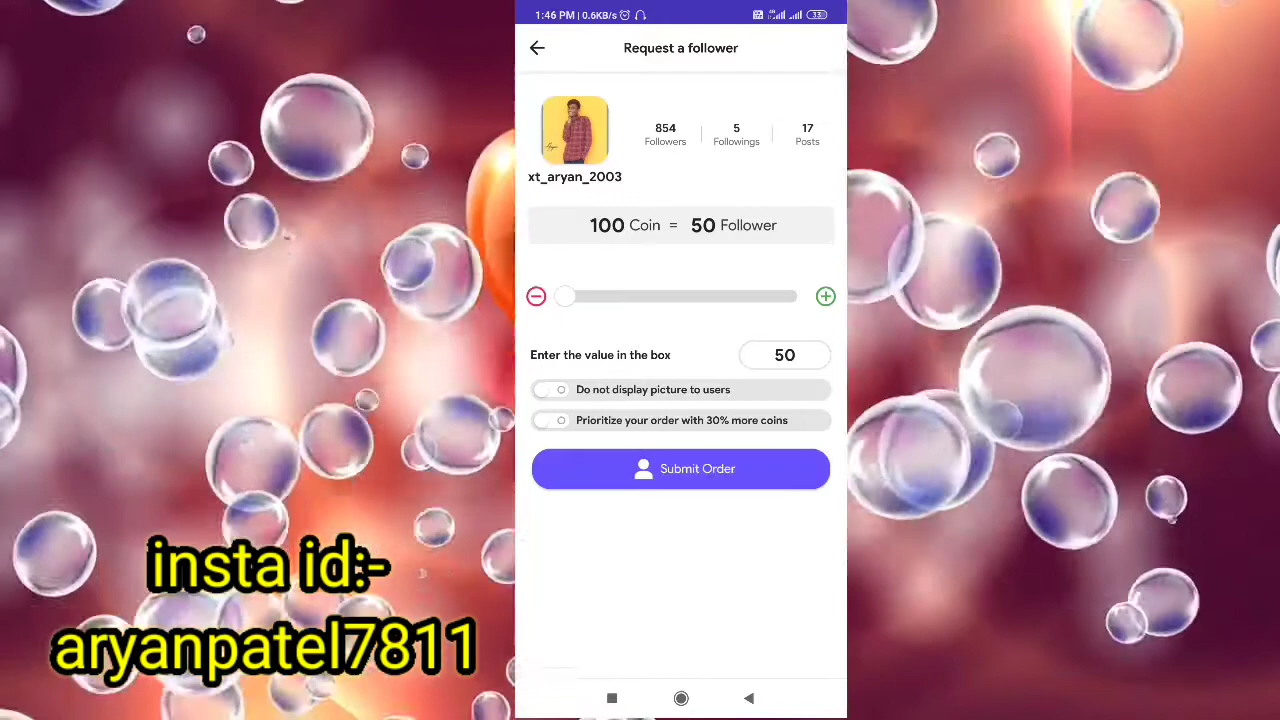 1:46 PM | 0.6KB/s
33
Request a follower
854
Followers
5
Followings
17
Posts
xt_aryan_2003
100 Coin = 50 Follower
Enter the value in the box
50
Do not display picture to users
Prioritize your order with 30% more coins
Submit Order
insta id:-
aryanpatel7811